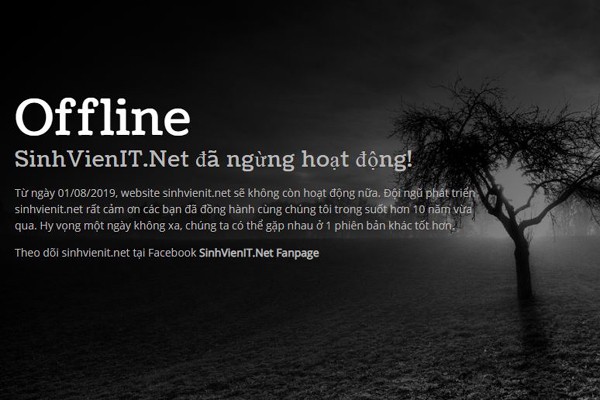 Offline
SinhVienIT.Net đã ngừng hoạt động!
Từ ngày 01/08/2019, website sinhvienit.net sẽ không còn hoạt động nữa. Đội ngũ phát triển
sinhvienit.net rất cảm ơn các bạn đã đồng hành cùng chúng tôi trong suốt hơn 10 năm vừa
qua. Hy vọng một ngày không xa, chúng ta có thể gặp nhau ở 1 phiên bản khác tốt hơn.
Theo dõi sinhvienit.net tại Facebook SinhVienIT.Net Fanpage